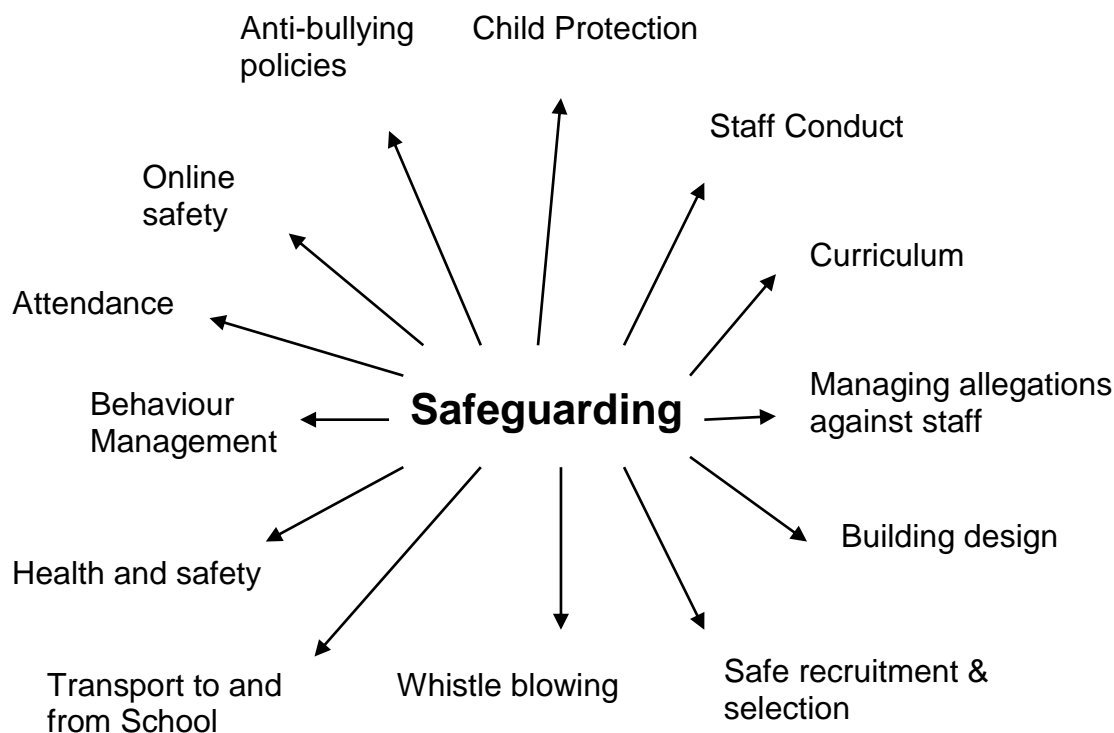 Anti-bullying
policies
Child Protection
Staff Conduct
Online
safety
Curriculum
Attendance
Behaviour
Management
Safeguarding
Managing allegations
against staff
Building design
Health and safety
Transport to and
from School
Whistle blowing
Safe recruitment &
selection